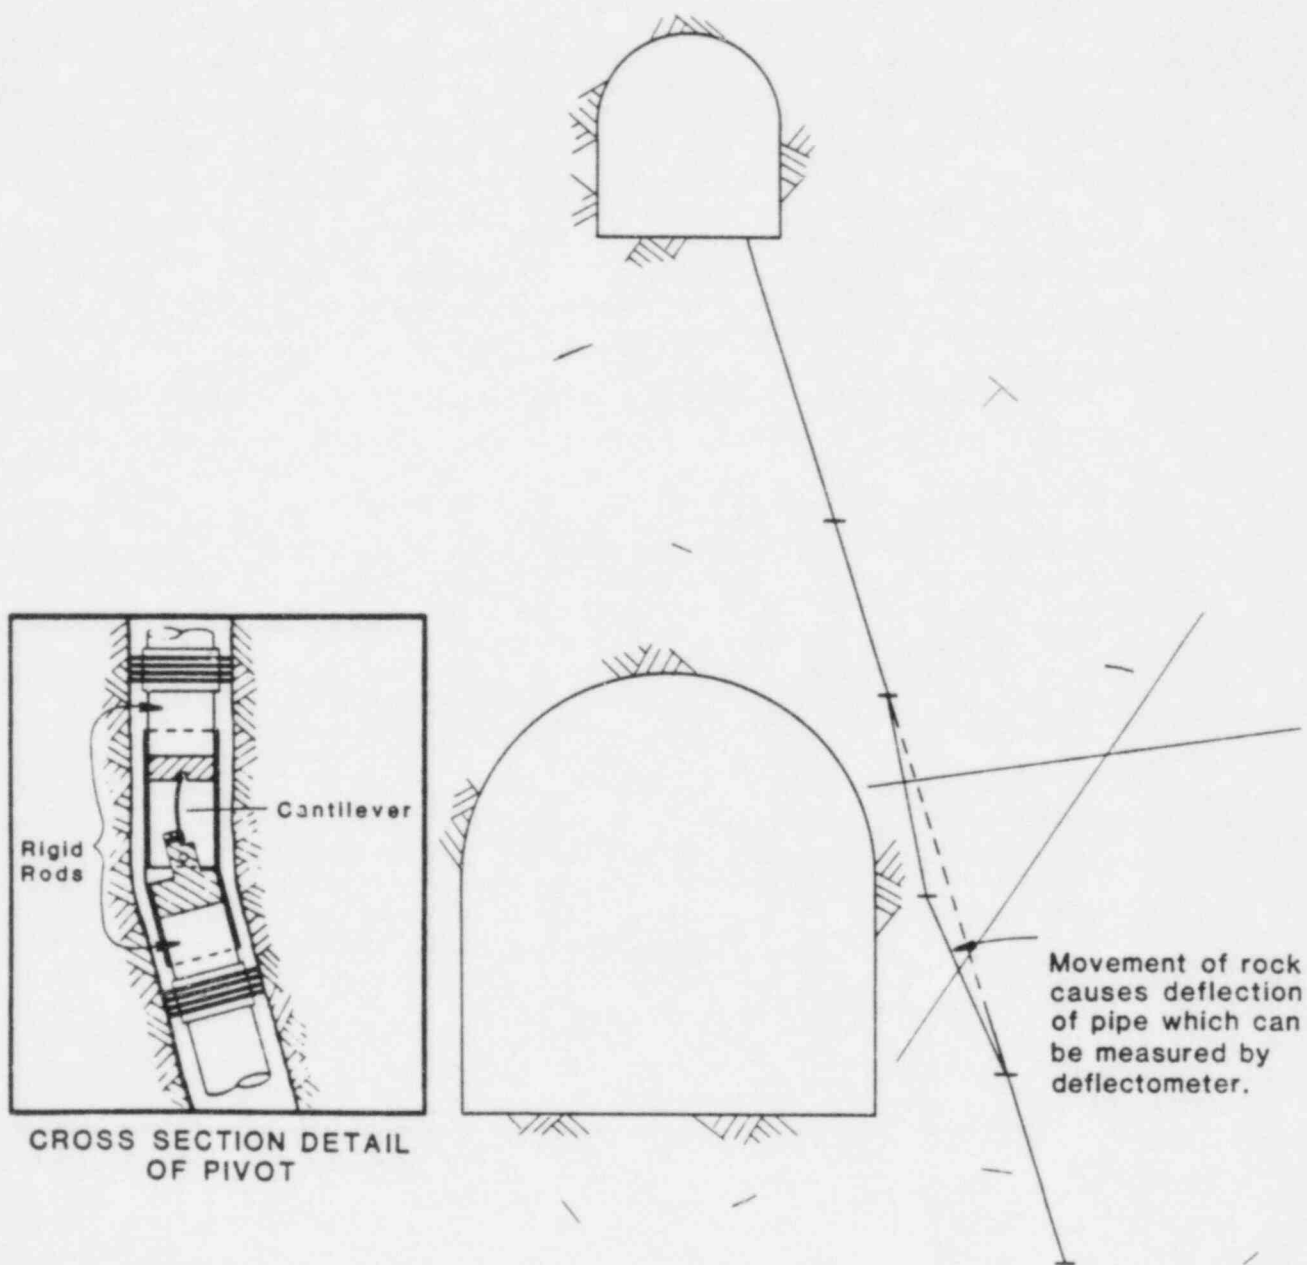 Cantilever
Rigid
Rods
CROSS SECTION DETAIL
OF PIVOT
Movement of rock
causes deflection
of pipe which can
be measured by
deflectometer.